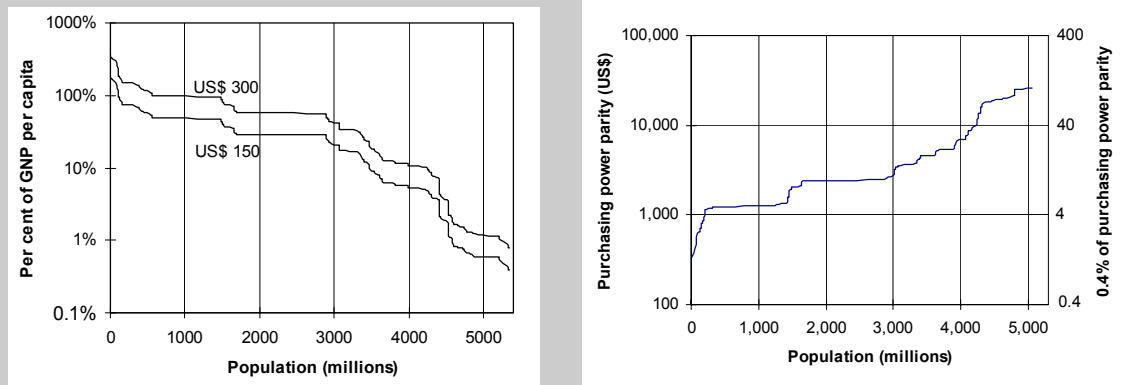 Per cent of GNP per capita
1000%
100%
10%
1%
0.1%
US$ 300
US$ 150
0 1000 2000 3000 4000 5000
Population (millions)
Purchasing power parity (US$)
100,000
10,000
1,000
100
0 1,000 2,000 3,000 4,000 5,000
Population (millions)
400
40
4
0.4
0.4% of purchasing power parity